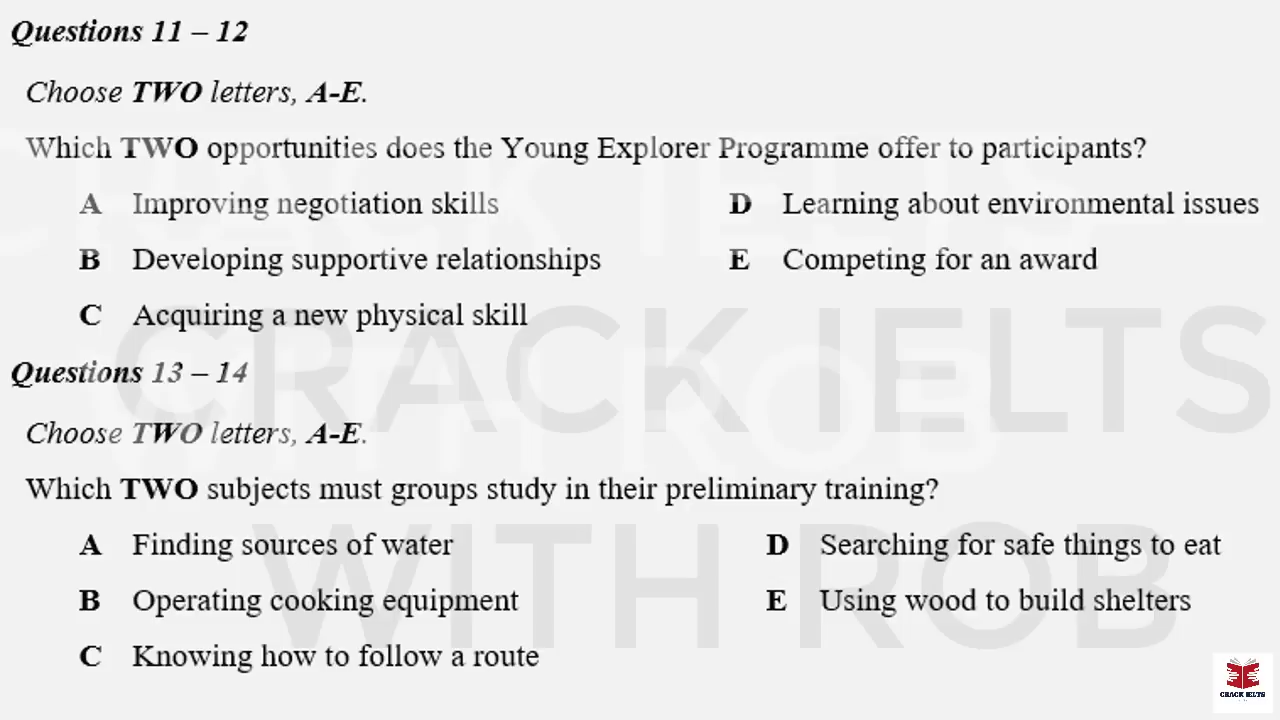 Questions 11 – 12
Choose TWO letters, A-E.
Which TWO opportunities does the Young Explorer Programme offer to participants?
A Improving negotiation skills
B Developing supportive relationships
C Acquiring a new physical skill
D Learning about environmental issues
E Competing for an award
Questions 13 – 14
Choose TWO letters, A-E.
Which TWO subjects must groups study in their preliminary training?
A Finding sources of water
B Operating cooking equipment
C Knowing how to follow a route
D Searching for safe things to eat
E Using wood to build shelters
CRACK IELTS
WITH ROB
CRACK IELTS